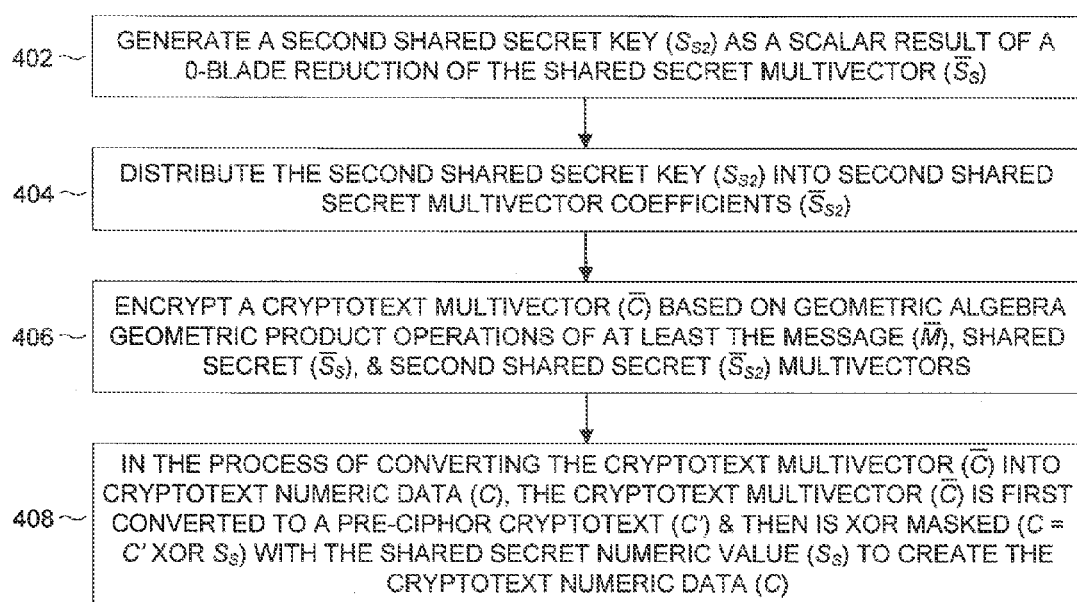 402 ~ GENERATE A SECOND SHARED SECRET KEY (S_S2) AS A SCALAR RESULT OF A
0-BLADE REDUCTION OF THE SHARED SECRET MULTIVECTOR (S̅_S)
404 ~ DISTRIBUTE THE SECOND SHARED SECRET KEY (S_S2) INTO SECOND SHARED
SECRET MULTIVECTOR COEFFICIENTS (S̅_S2)
ENCRYPT A CRYPTOTEXT MULTIVECTOR (C̅) BASED ON GEOMETRIC ALGEBRA
406 ~ GEOMETRIC PRODUCT OPERATIONS OF AT LEAST THE MESSAGE (M̅), SHARED
SECRET (S̅_S), & SECOND SHARED SECRET (S̅_S2) MULTIVECTORS
IN THE PROCESS OF CONVERTING THE CRYPTOTEXT MULTIVECTOR (C̅) INTO
CRYPTOTEXT NUMERIC DATA (C), THE CRYPTOTEXT MULTIVECTOR (C̅) IS FIRST
408 ~ CONVERTED TO A PRE-CIPHOR CRYPTOTEXT (C') & THEN IS XOR MASKED (C =
C' XOR S_S) WITH THE SHARED SECRET NUMERIC VALUE (S_S) TO CREATE THE
CRYPTOTEXT NUMERIC DATA (C)